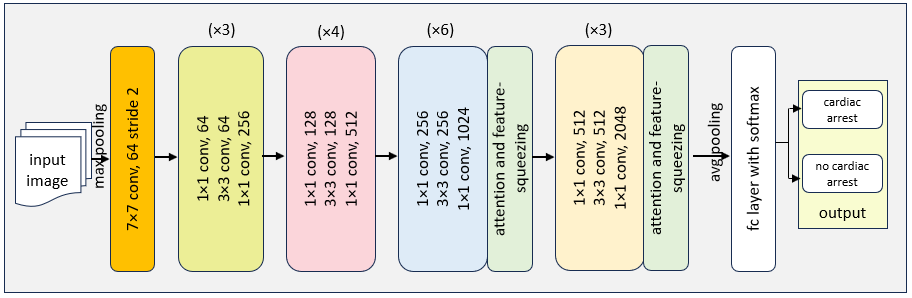 (×3)
(×4)
(×6)
(×3)
input
image
max pooling
7×7 conv, 64 stride 2
1×1 conv, 64
3×3 conv, 64
1×1 conv, 256
1×1 conv, 128
3×3 conv, 128
1×1 conv, 512
1×1 conv, 256
3×3 conv, 256
1×1 conv, 1024
attention and feature-
squeezing
1×1 conv, 512
3×3 conv, 512
1×1 conv, 2048
attention and feature-
squeezing
avg pooling
fc layer with softmax
cardiac
arrest
no cardiac
arrest
output